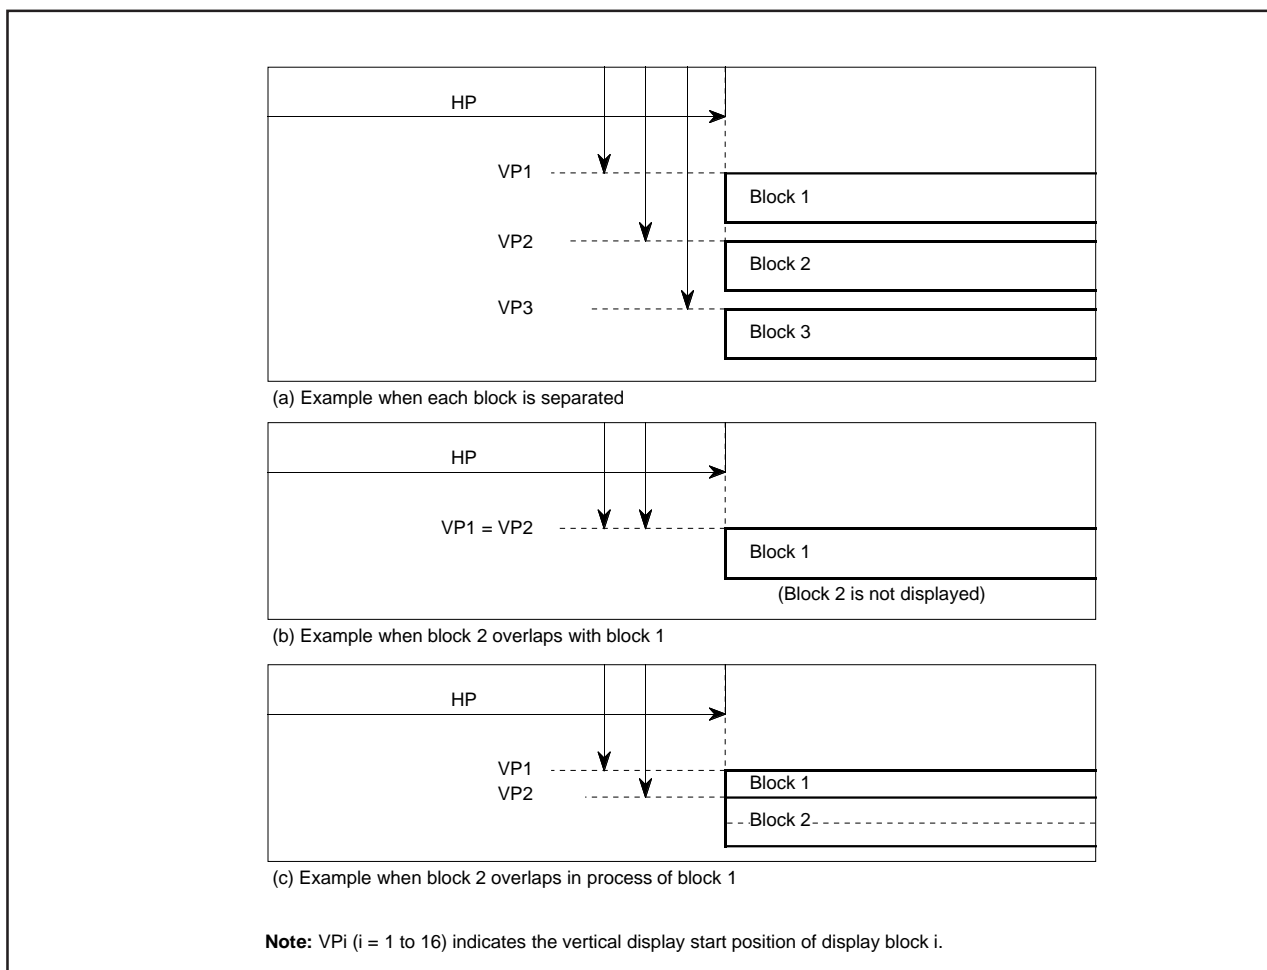 HP
VP1
Block 1
VP2
Block 2
VP3
Block 3
(a) Example when each block is separated
HP
VP1 = VP2
Block 1
(Block 2 is not displayed)
(b) Example when block 2 overlaps with block 1
HP
VP1
Block 1
VP2
Block 2
(c) Example when block 2 overlaps in process of block 1
Note: VPi (i = 1 to 16) indicates the vertical display start position of display block i.